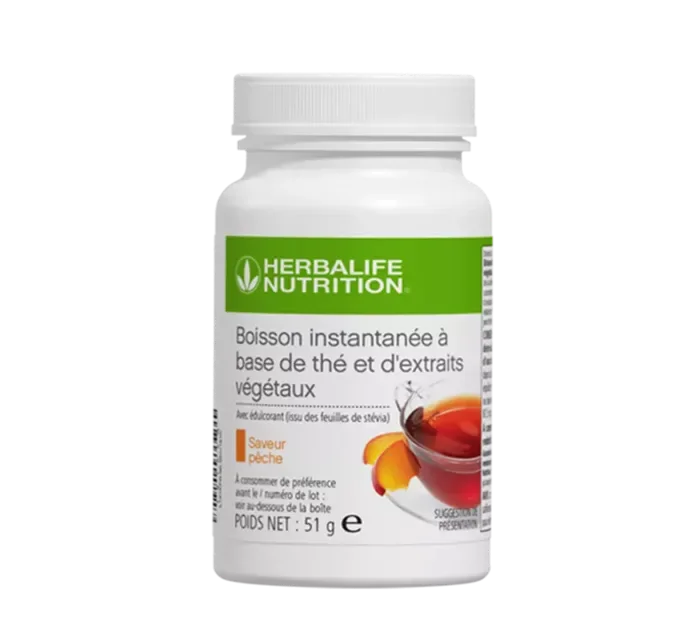 HERBALIFE
NUTRITION®
Boisson instantanée à
base de thé et d'extraits
végétaux
Avec édulcorant (issu des feuilles de stévia)
Saveur
pêche
À consommer de préférence
avant le / numéro de lot :
voir au-dessous de la boîte
POIDS NET : 51 g e
SUGGESTION DE
PRÉSENTATION